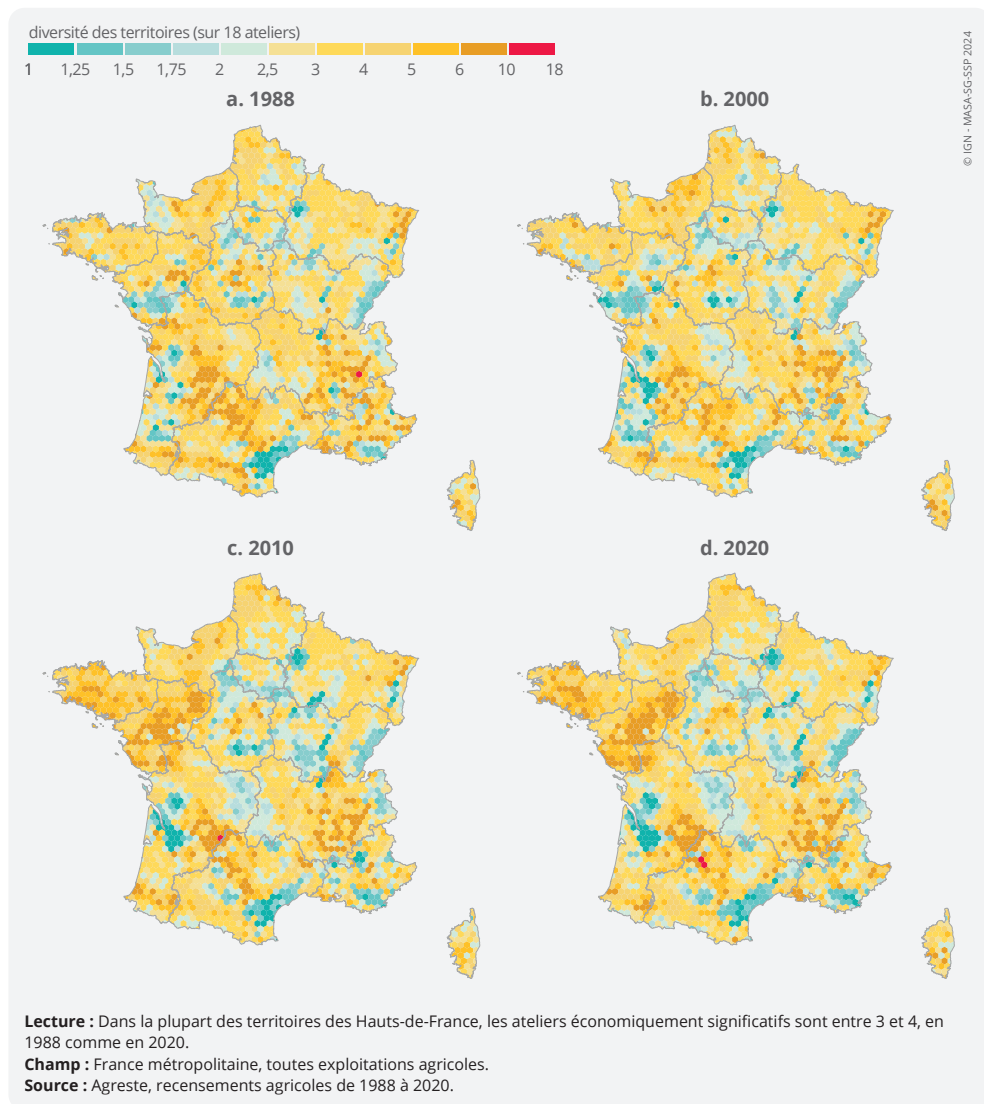 diversité des territoires (sur 18 ateliers)
1 1,25 1,5 1,75 2 2,5 3 4 5 6 10 18
© IGN - MASA-SG-SSP 2024
a. 1988
b. 2000
c. 2010
d. 2020
Lecture : Dans la plupart des territoires des Hauts-de-France, les ateliers économiquement significatifs sont entre 3 et 4, en
1988 comme en 2020.
Champ : France métropolitaine, toutes exploitations agricoles.
Source : Agreste, recensements agricoles de 1988 à 2020.